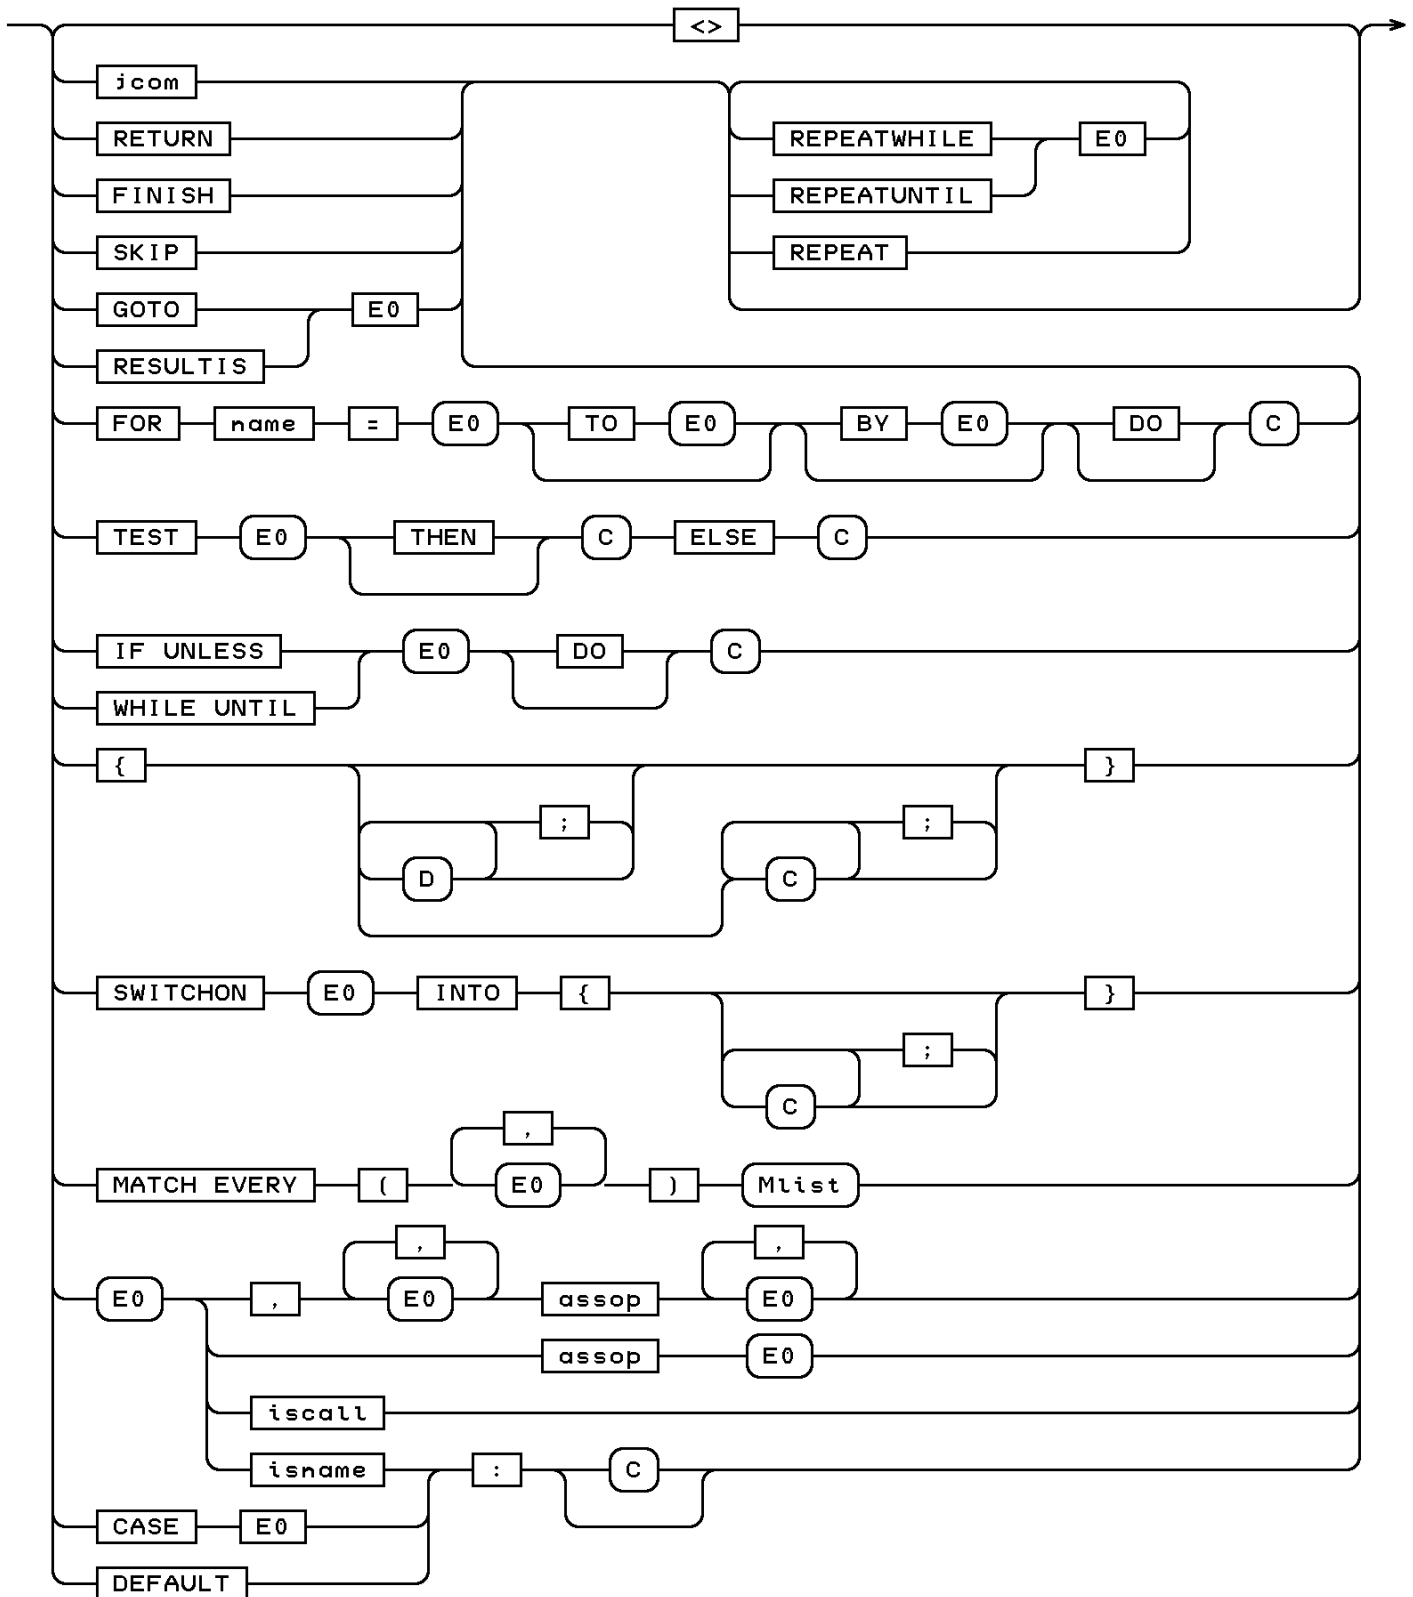 <>
jcom
RETURN REPEATWHILE E0
FINISH REPEATUNTIL
SKIP REPEAT
GOTO E0
RESULTIS
FOR name = E0 TO E0 BY E0 DO C
TEST E0 THEN C ELSE C
IF UNLESS E0 DO C
WHILE UNTIL
{ }
; ;
D C
SWITCHON E0 INTO { }
;
C
,
MATCH EVERY ( E0 ) Mlist
, ,
E0 , E0 assop E0
assop E0
iscall
isname : C
CASE E0
DEFAULT